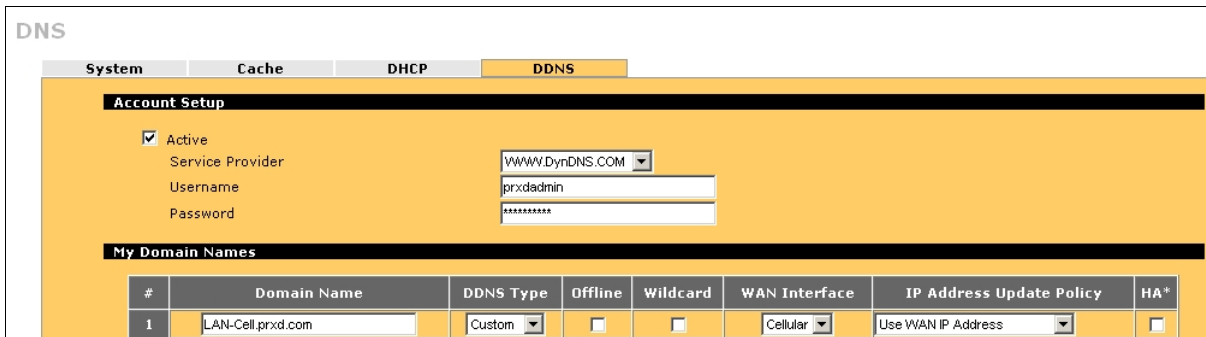 DNS
System Cache DHCP DDNS
Account Setup
Active
Service Provider WWW.DynDNS.COM
Username prxdadmin
Password **********
My Domain Names
# Domain Name DDNS Type Offline Wildcard WAN Interface IP Address Update Policy HA*
1 LAN-Cell.prxd.com Custom Cellular Use WAN IP Address